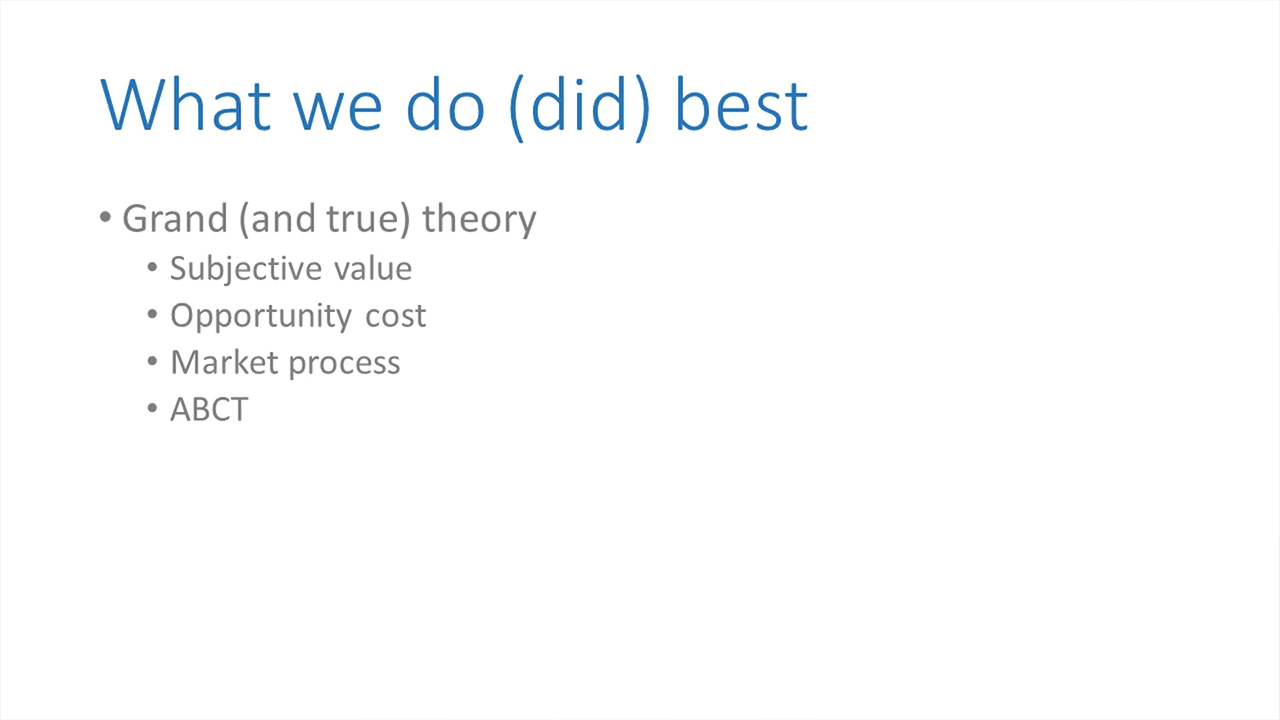 What we do (did) best
• Grand (and true) theory
• Subjective value
• Opportunity cost
• Market process
• ABCT